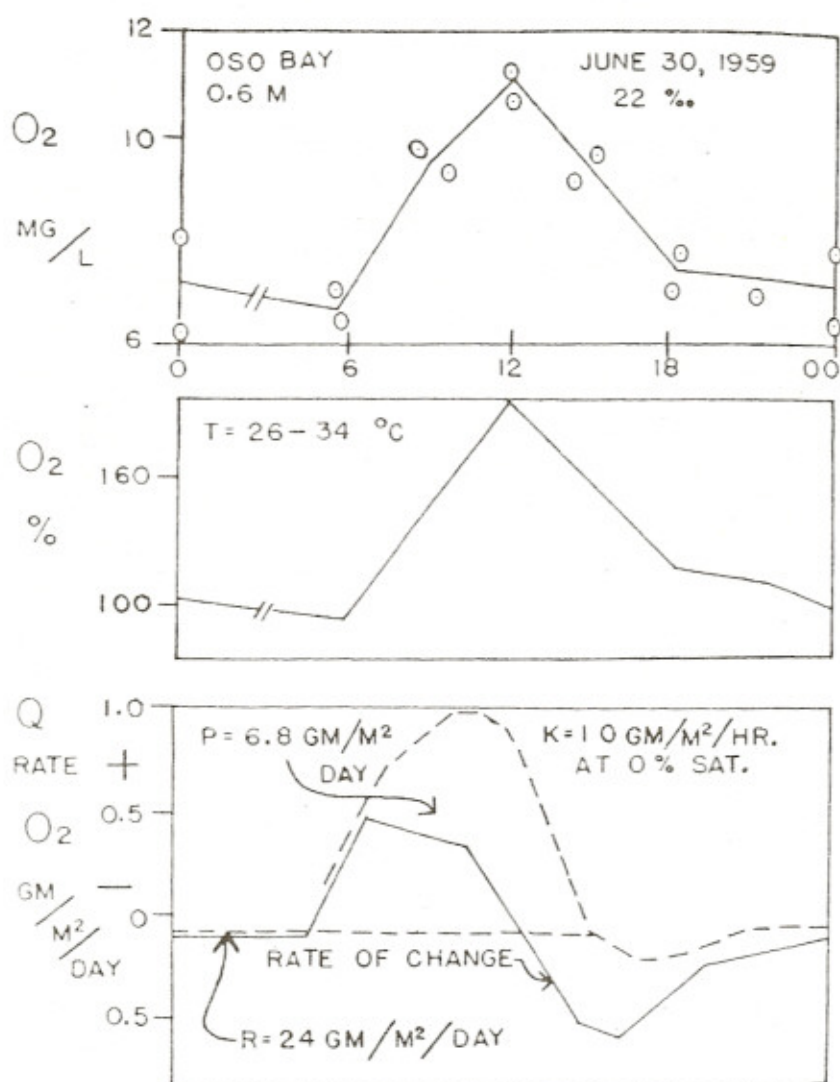 12
OSO BAY
JUNE 30, 1959
0.6 M
22 ‰
O2
10
MG/L
6
0 6 12 18 00
T= 26 – 34 °C
O2
160
%
100
Q
1.0
P= 6.8 GM/M²
DAY
K=1 0 GM/M²/HR.
AT 0% SAT.
RATE +
0.5
O2
GM —
0
/M²/
DAY
RATE OF CHANGE
0.5
R= 24 GM/M²/DAY